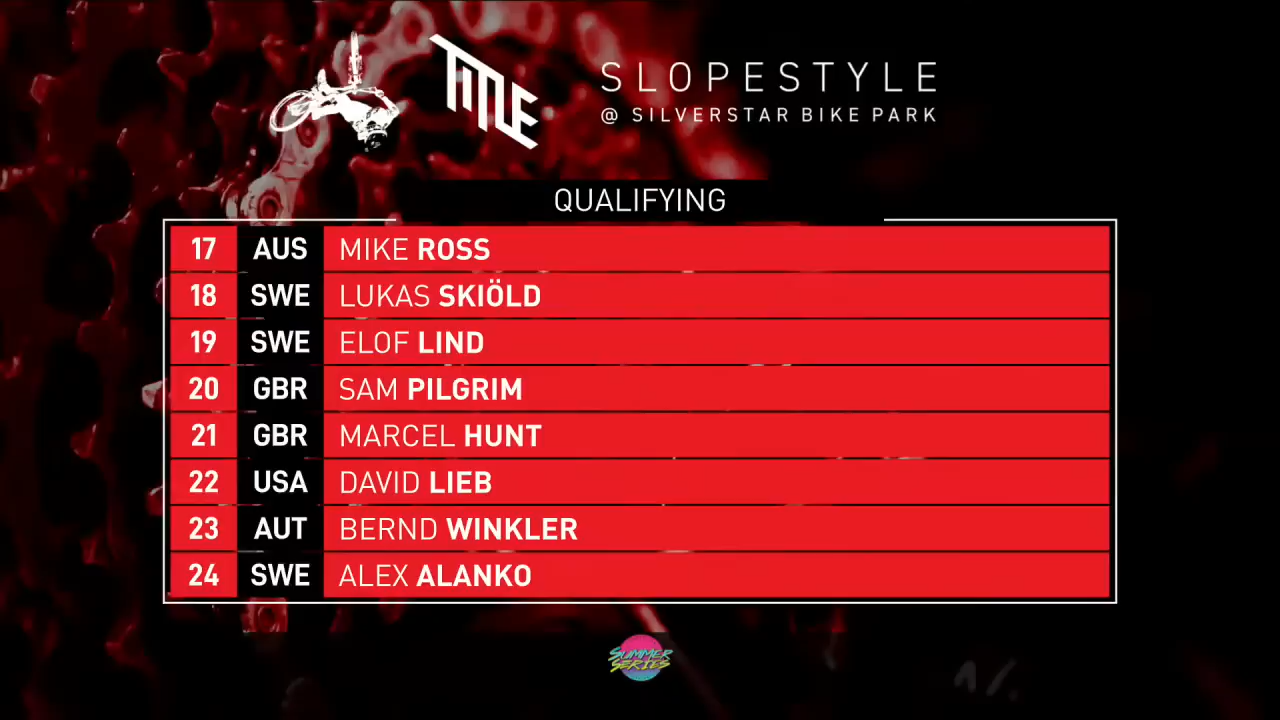 TITLE
SLOPESTYLE
@ SILVERSTAR BIKE PARK
QUALIFYING
17 AUS MIKE ROSS
18 SWE LUKAS SKIÖLD
19 SWE ELOF LIND
20 GBR SAM PILGRIM
21 GBR MARCEL HUNT
22 USA DAVID LIEB
23 AUT BERND WINKLER
24 SWE ALEX ALANKO
SUMMER
SERIES